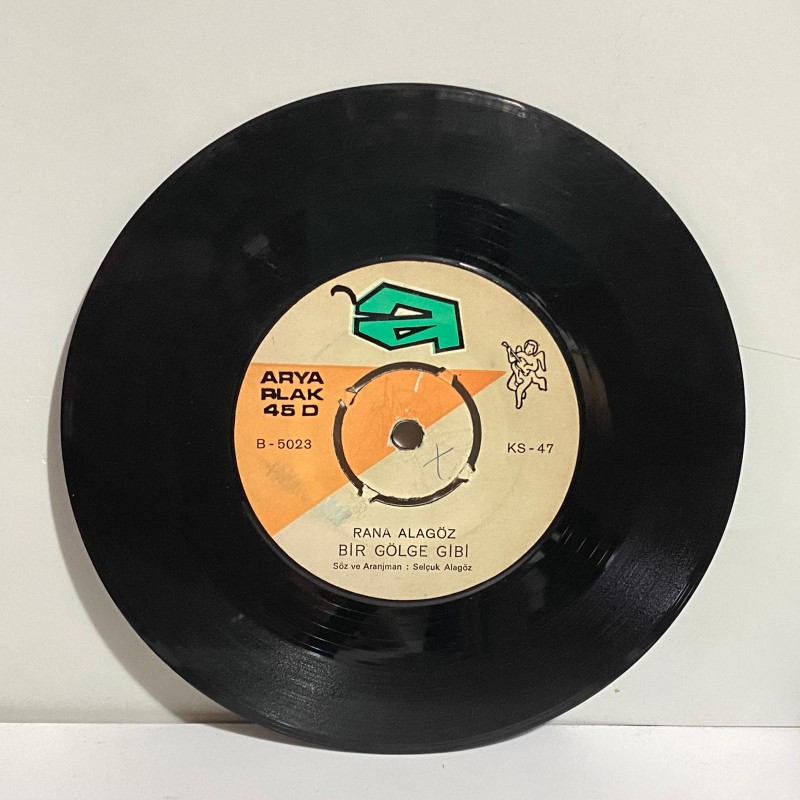 ARYA
PLAK
45 D
B - 5023
KS - 47
RANA ALAGÖZ
BİR GÖLGE GİBİ
Söz ve Aranjman : Selçuk Alagöz